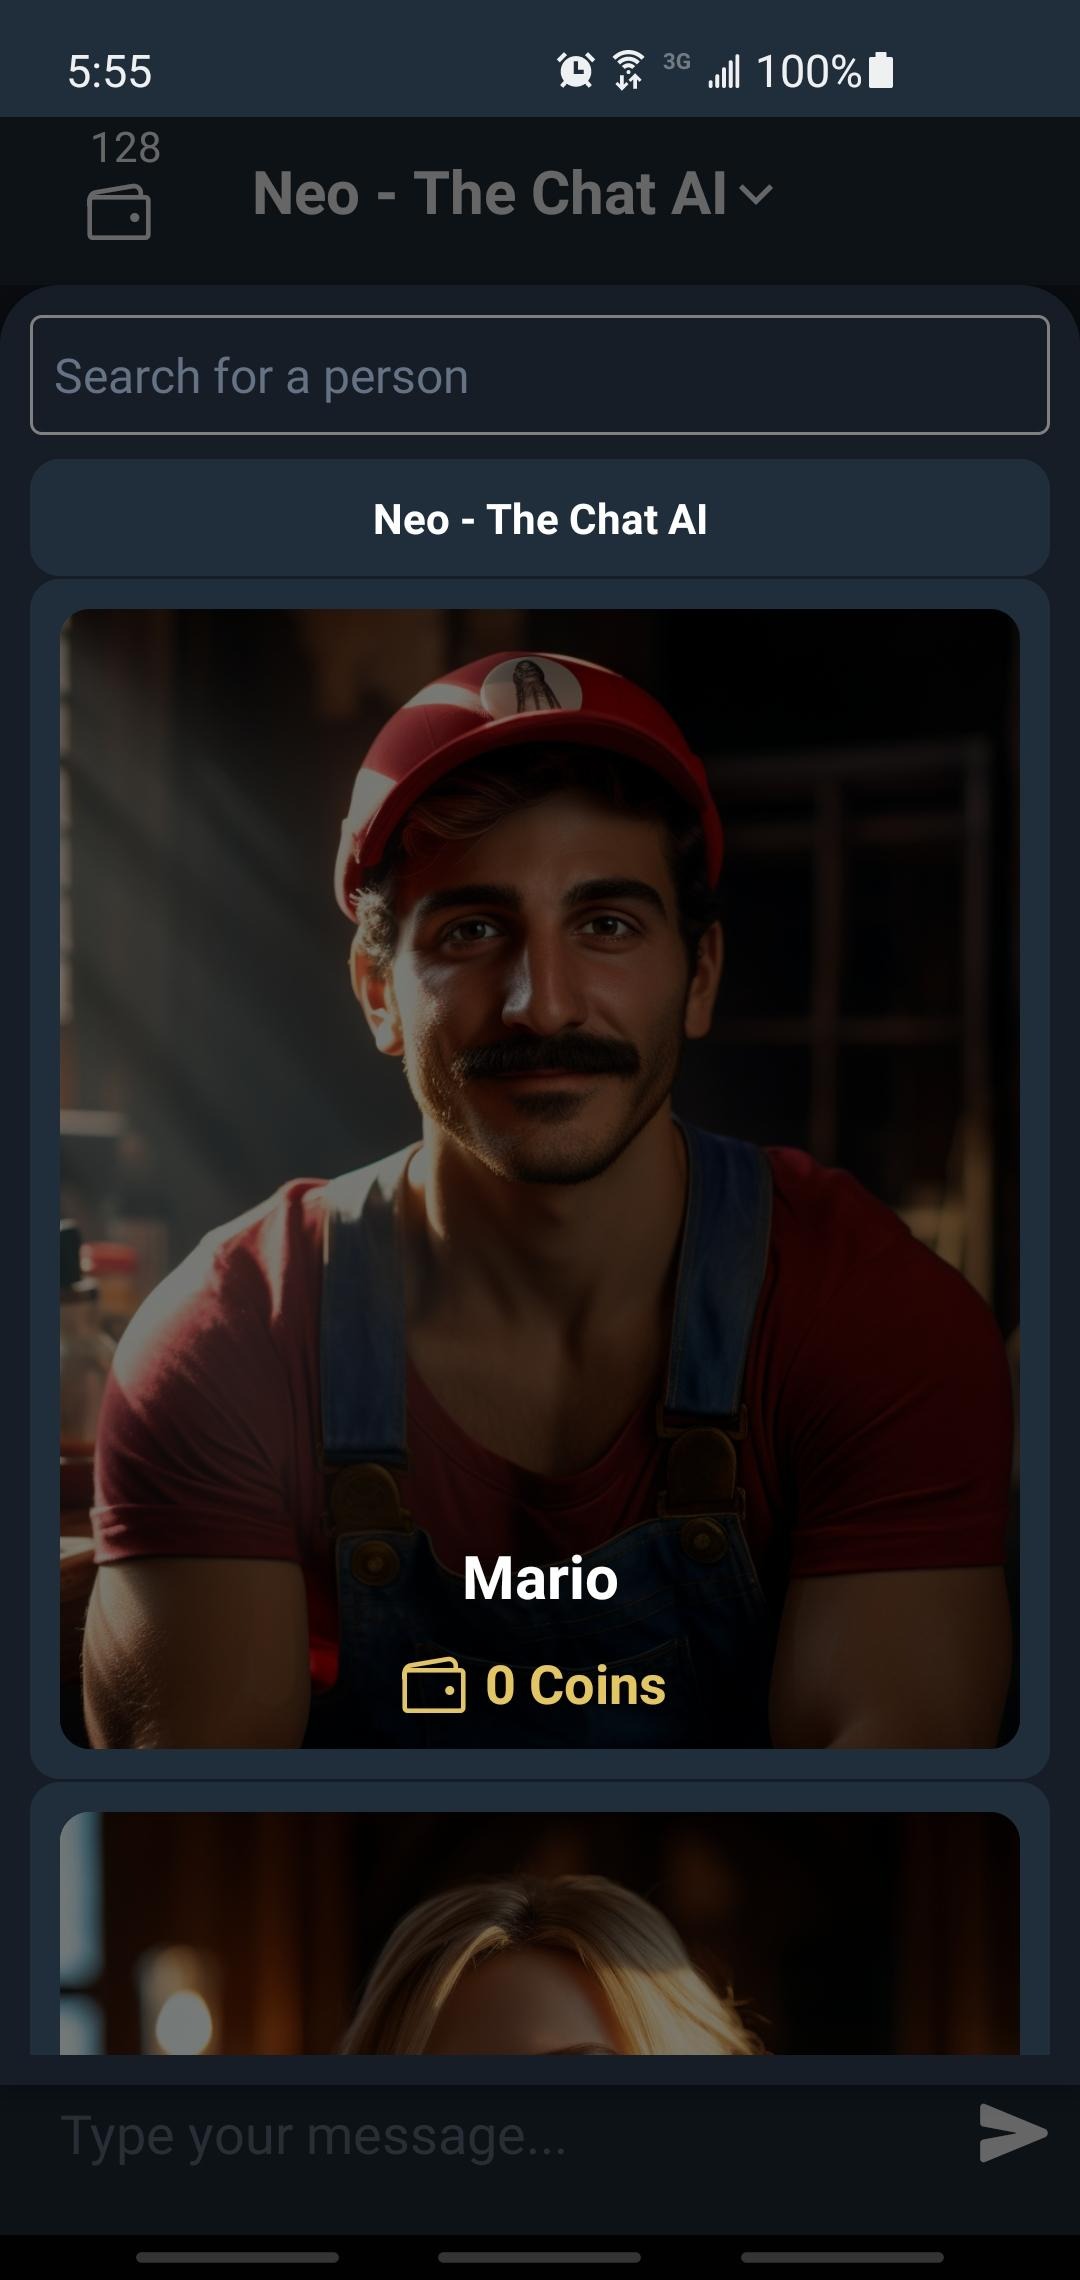 5:55
3G
100%
128
Neo - The Chat AI
Search for a person
Neo - The Chat AI
Mario
0 Coins
Type your message...